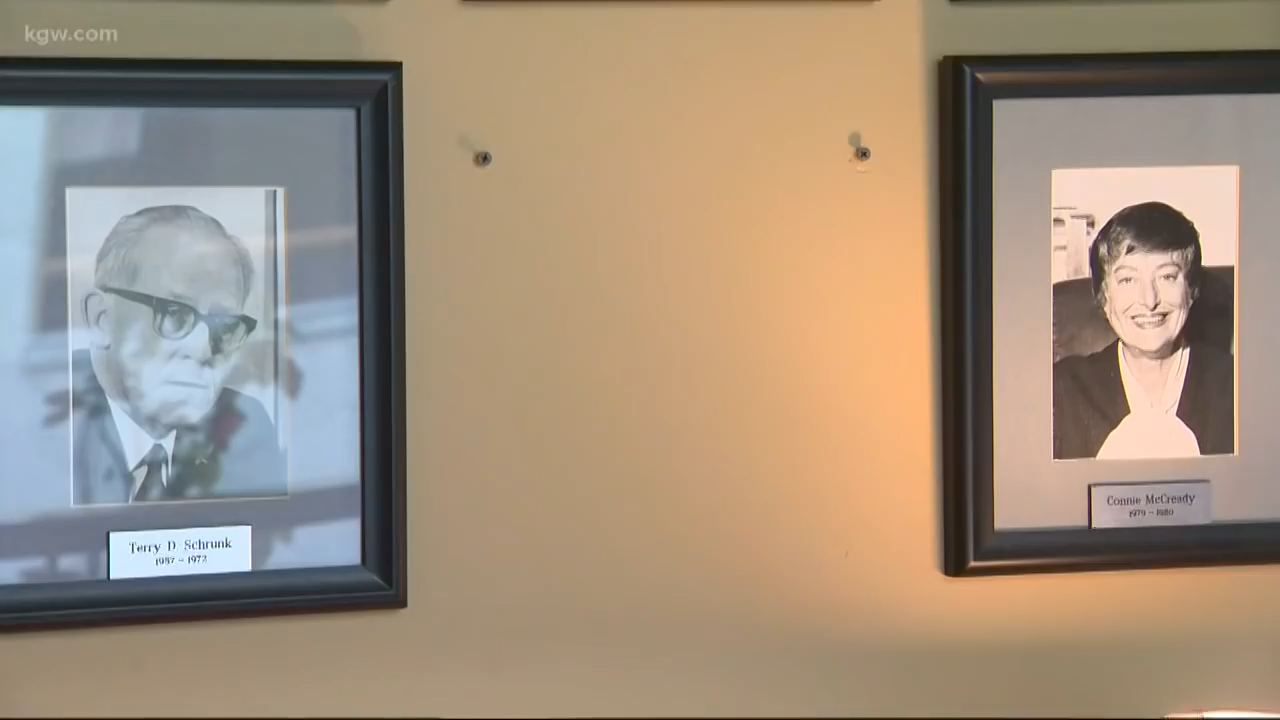 kgw.com
Terry D. Schrunk
1957 - 1972
Connie McCready
1979 - 1980